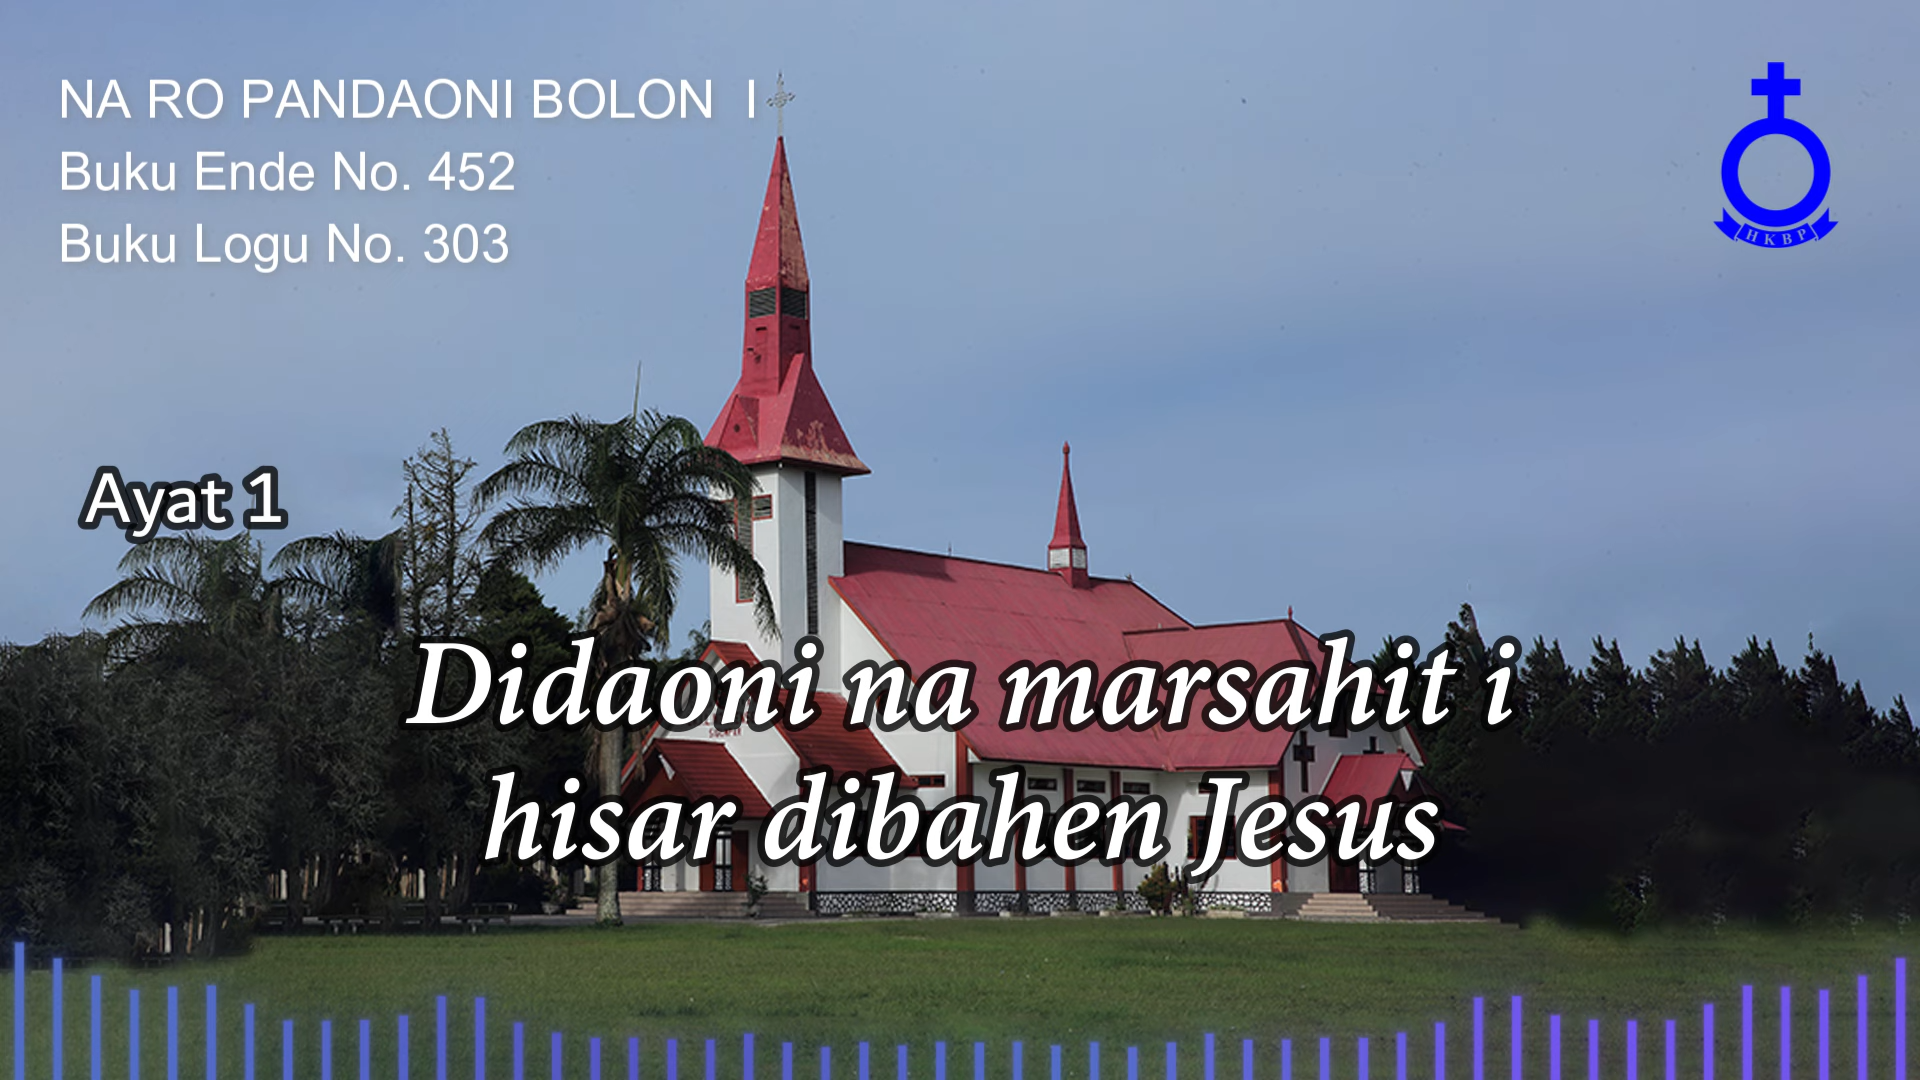 NA RO PANDAONI BOLON I
Buku Ende No. 452
Buku Logu No. 303
HKBP
Ayat 1
Didaoni na marsahit i
hisar dibahen Jesus